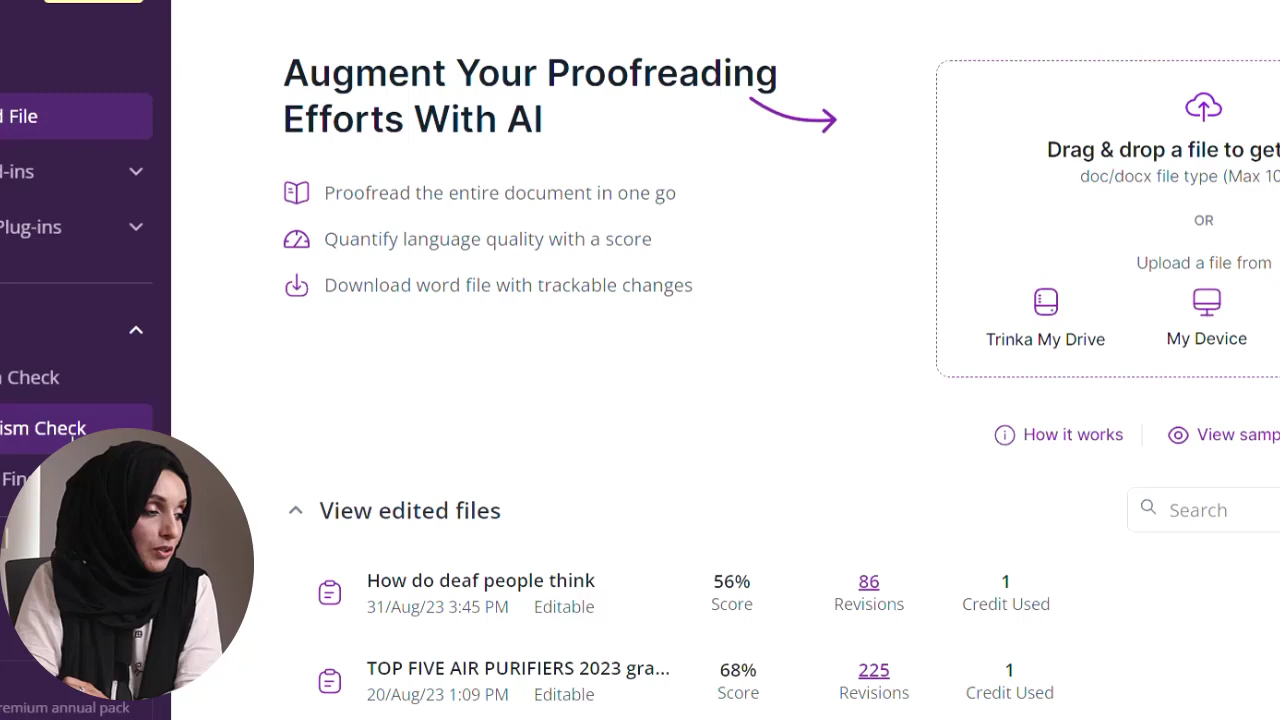 Augment Your Proofreading
Efforts With AI
Proofread the entire document in one go
Quantify language quality with a score
Download word file with trackable changes
d File
d-ins
Plug-ins
n Check
ism Check
Fin
remium annual pack
Drag & drop a file to get
doc/docx file type (Max 10
OR
Upload a file from
Trinka My Drive
My Device
How it works
View samp
View edited files
Search
How do deaf people think
31/Aug/23 3:45 PM Editable
56%
Score
86
Revisions
1
Credit Used
TOP FIVE AIR PURIFIERS 2023 gra...
20/Aug/23 1:09 PM Editable
68%
Score
225
Revisions
1
Credit Used